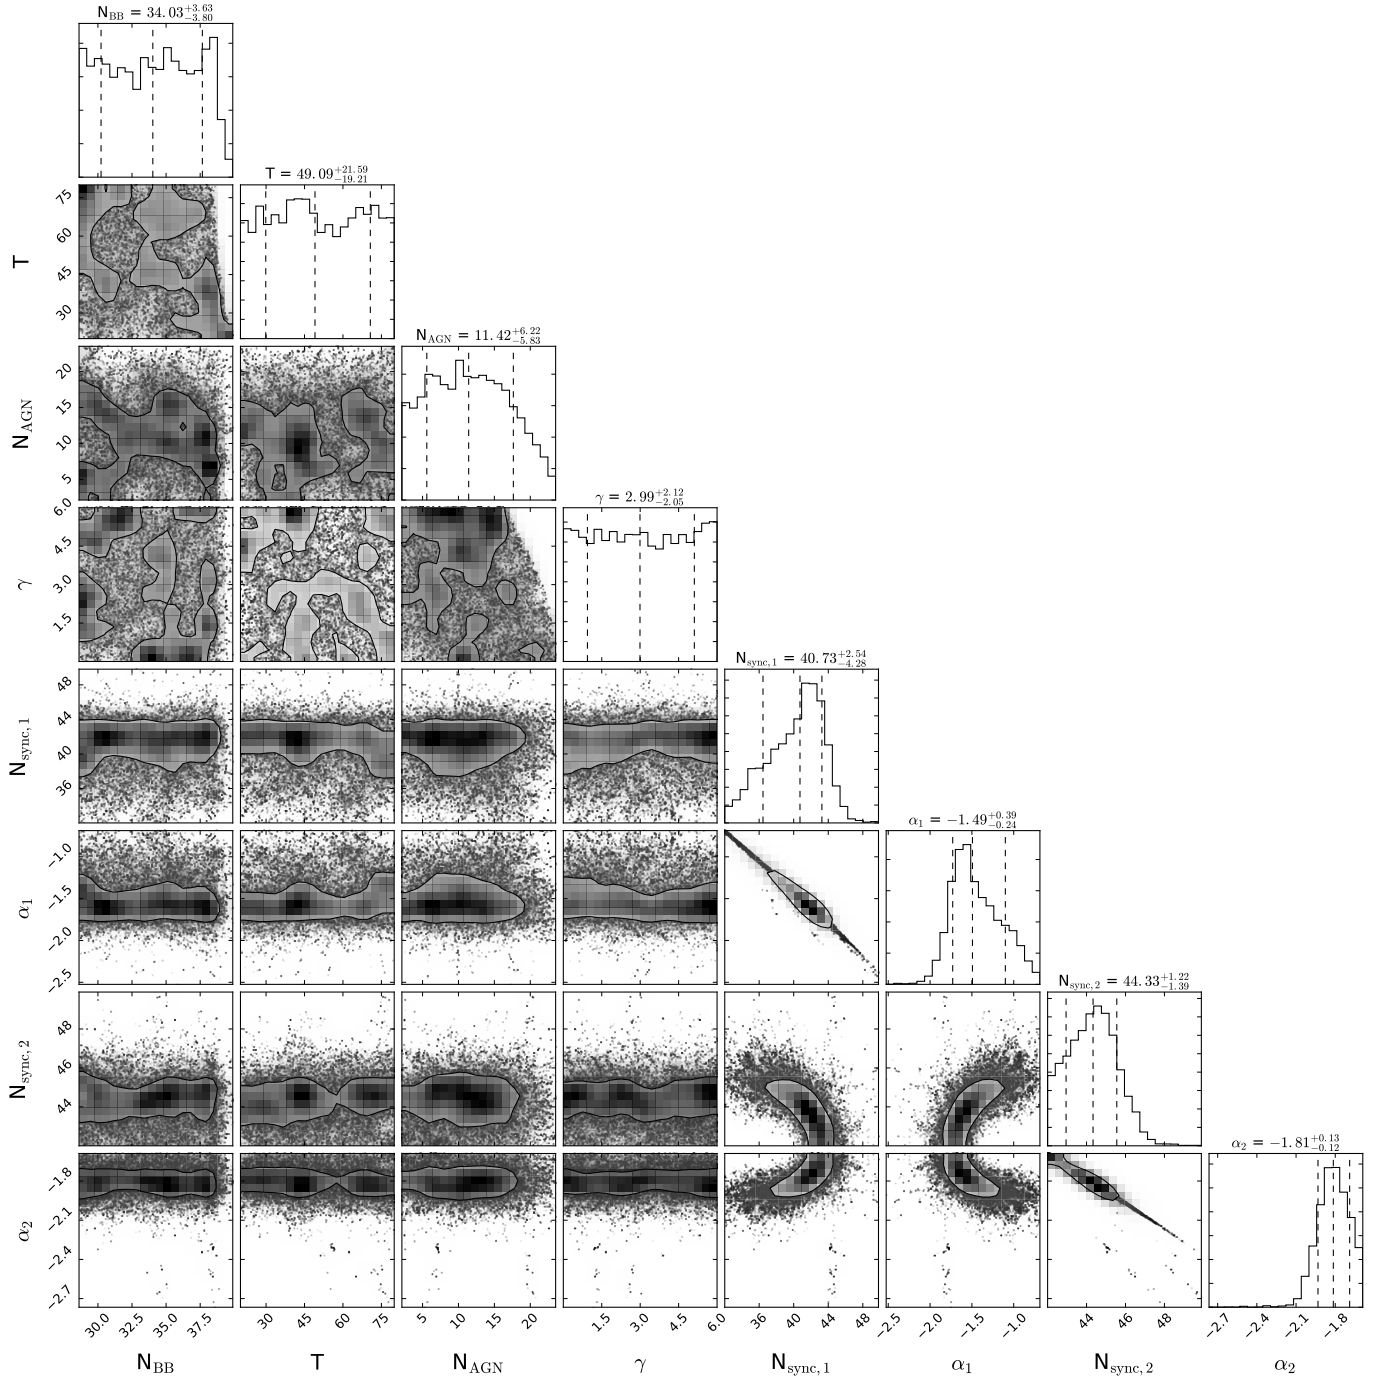 N_BB = 34.03 +3.63 −3.80
T = 49.09 +21.59 −19.21
75
60
45
30
T
N_AGN = 11.42 +6.22 −5.83
20
15
10
5
N_AGN
γ = 2.99 +2.12 −2.05
6.0
4.5
3.0
1.5
γ
N_sync,1 = 40.73 +2.54 −4.28
48
44
40
36
N_sync,1
α_1 = −1.49 +0.39 −0.24
−1.0
−1.5
−2.0
−2.5
α_1
N_sync,2 = 44.33 +1.22 −1.39
48
46
44
N_sync,2
α_2 = −1.81 +0.13 −0.12
−1.8
−2.1
−2.4
−2.7
α_2
30.0 32.5 35.0 37.5 30 45 60 75 5 10 15 20 1.5 3.0 4.5 6.0 36 40 44 48 −2.5 −2.0 −1.5 −1.0 44 46 48 −2.7 −2.4 −2.1 −1.8
N_BB T N_AGN γ N_sync,1 α_1 N_sync,2 α_2